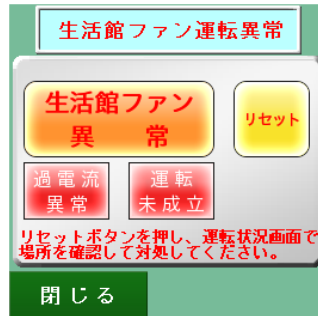 生活館ファン運転異常
生活館ファン
異　常
リセット
過電流
異常
運転
未成立
リセットボタンを押し、運転状況画面で
場所を確認して対処してください。
閉じる